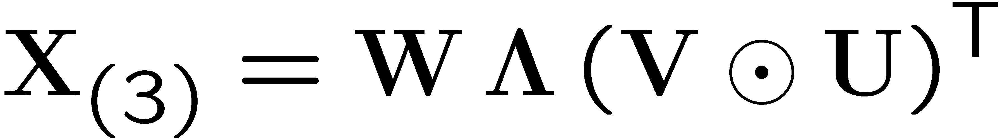 𝐗₍₃₎ = 𝐖 𝚲 (𝐕 ⊙ 𝐔)ᵀ